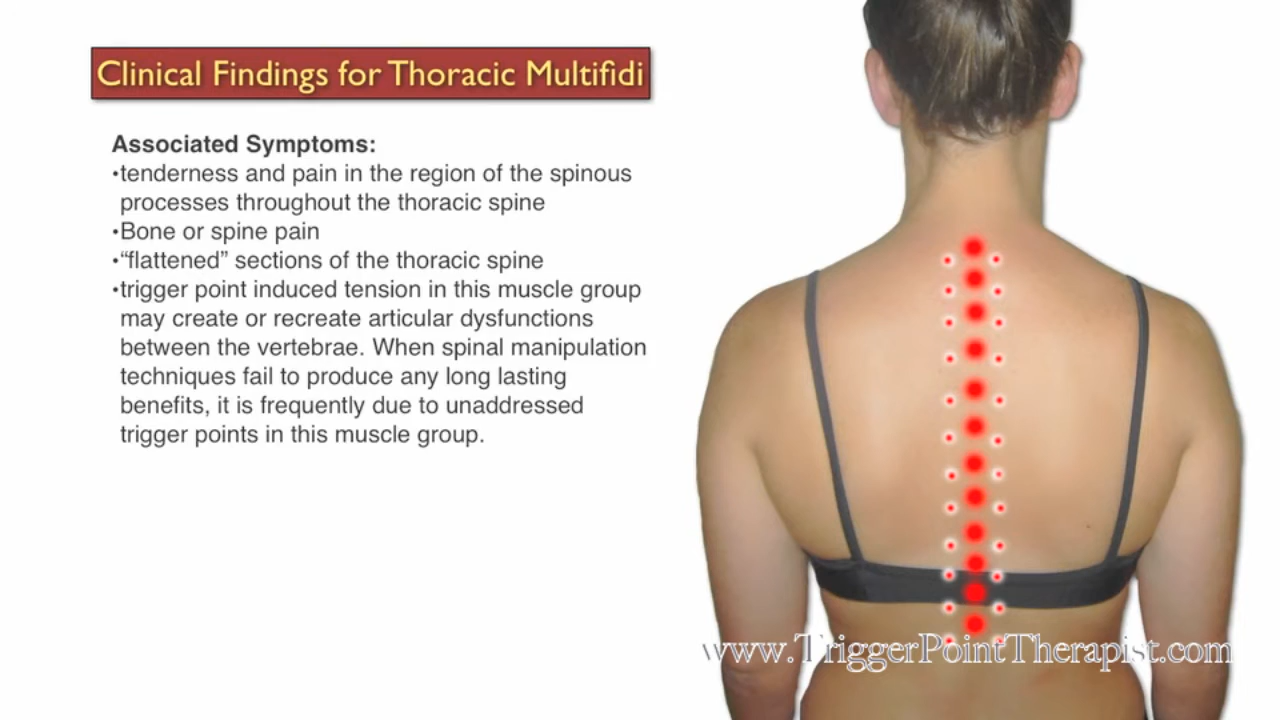 Clinical Findings for Thoracic Multifidi
Associated Symptoms:
•tenderness and pain in the region of the spinous
processes throughout the thoracic spine
•Bone or spine pain
•“flattened” sections of the thoracic spine
•trigger point induced tension in this muscle group
may create or recreate articular dysfunctions
between the vertebrae. When spinal manipulation
techniques fail to produce any long lasting
benefits, it is frequently due to unaddressed
trigger points in this muscle group.
www.TriggerPointTherapist.com